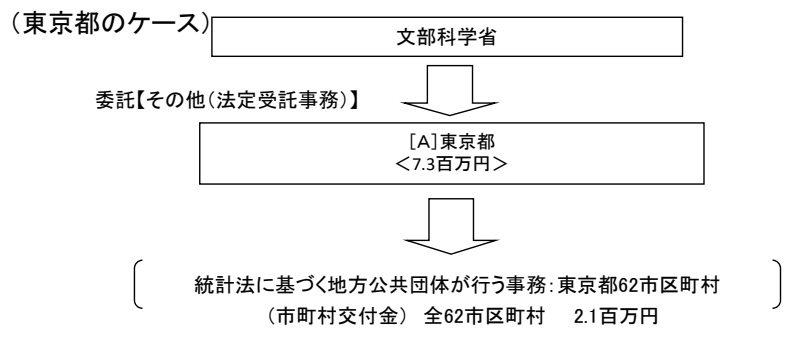 （東京都のケース）
文部科学省
委託【その他（法定受託事務）】
[A]東京都
＜7.3百万円＞
統計法に基づく地方公共団体が行う事務：東京都62市区町村
（市町村交付金） 全62市区町村　2.1百万円